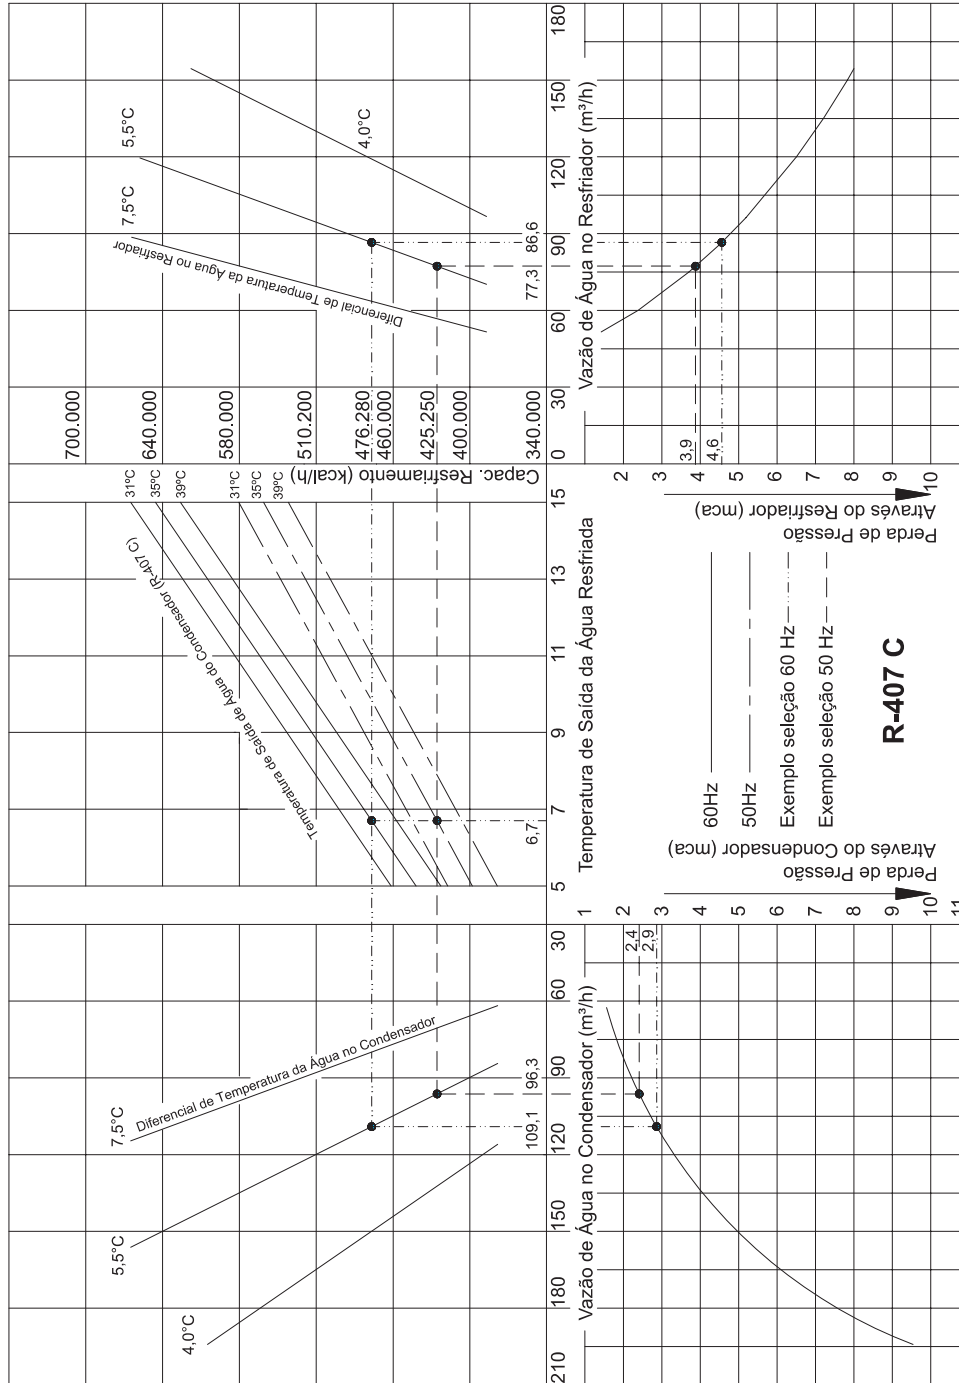 700.000
640.000
580.000
510.200
476.280
460.000
425.250
400.000
340.000
Capac. Resfriamento (kcal/h)
7,5°C
5,5°C
4,0°C
Diferencial de Temperatura da Água no Condensador
210
180
150
120
90
60
30
109,1
96,3
Vazão de Água no Condensador (m³/h)
31ºC
35ºC
39ºC
31ºC
35ºC
39ºC
Temperatura de Saída de Água do Condensador (R-407 C)
5
7
9
11
13
15
6,7
Temperatura de Saída da Água Resfriada
7,5°C
5,5°C
4,0°C
Diferencial de Temperatura da Água no Resfriador
0
30
60
90
120
150
180
77,3
86,6
Vazão de Água no Resfriador (m³/h)
1
2
3
4
5
6
7
8
9
10
11
2,4
2,9
Perda de Pressão
Através do Condensador (mca)
60Hz
50Hz
Exemplo seleção 60 Hz
Exemplo seleção 50 Hz
R-407 C
Perda de Pressão
Através do Resfriador (mca)
2
3
4
5
6
7
8
9
10
3,9
4,6